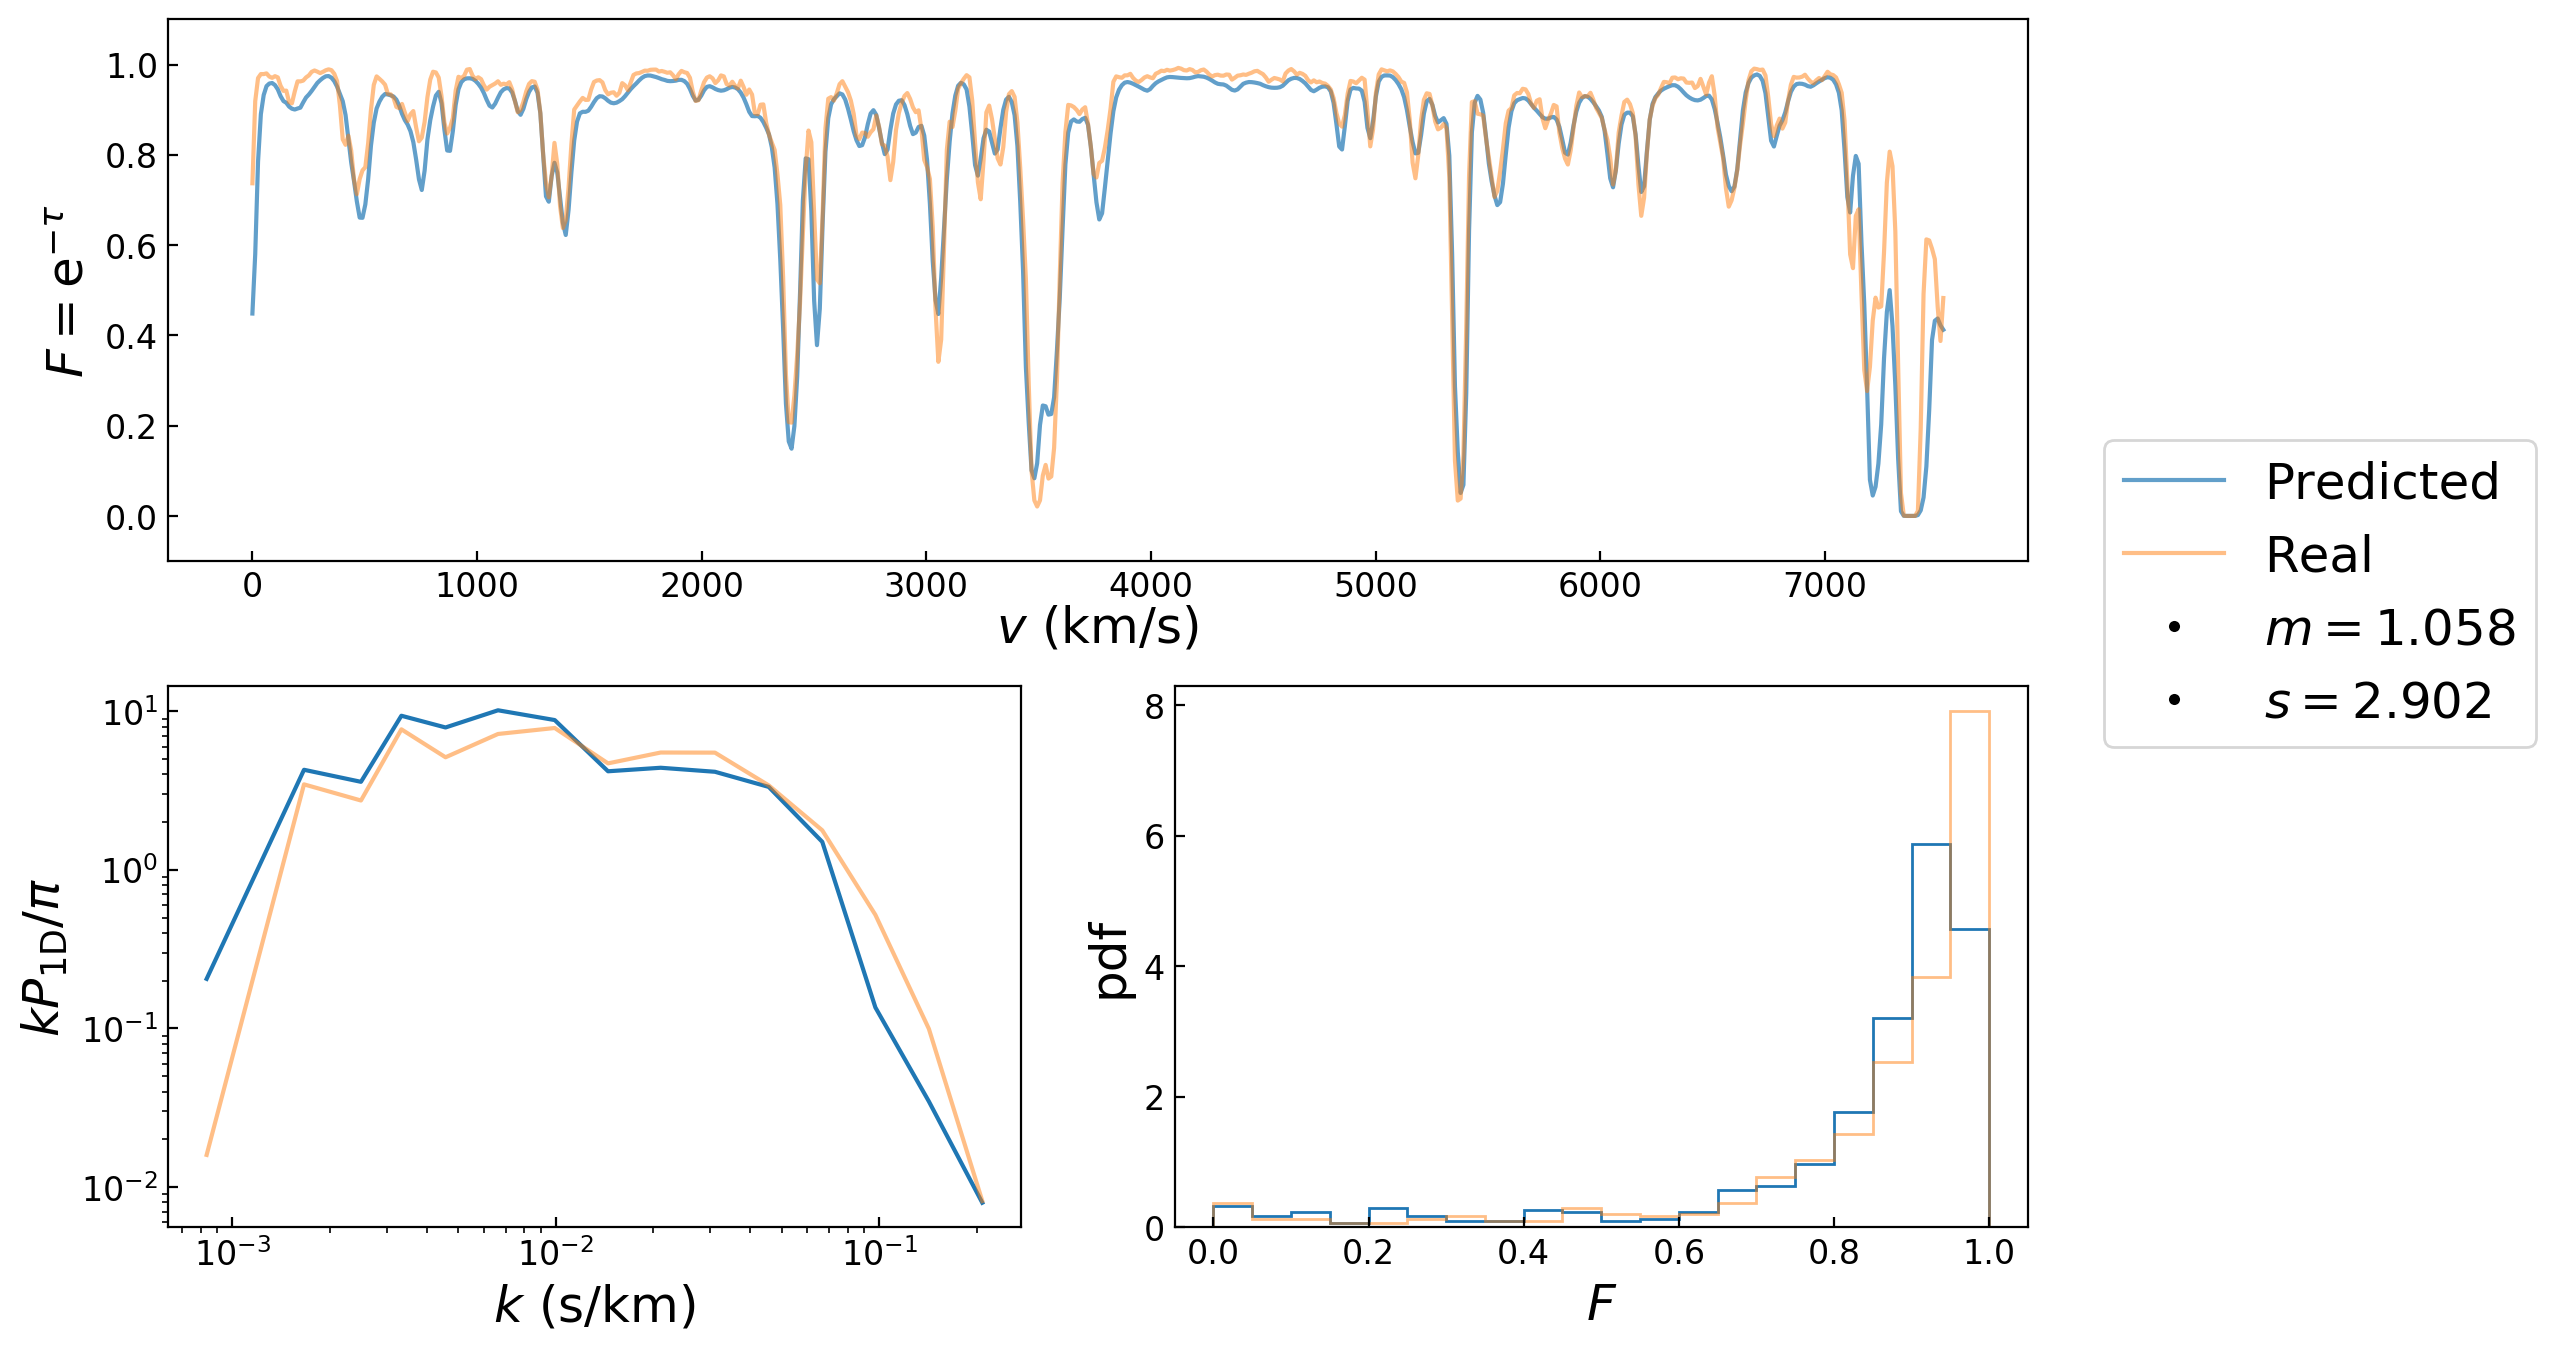 1.0
0.8
0.6
0.4
0.2
0.0
F = e^{-τ}
0 1000 2000 3000 4000 5000 6000 7000
v (km/s)
Predicted
Real
m = 1.058
s = 2.902
10^1
10^0
10^{-1}
10^{-2}
kP_{1D}/π
10^{-3} 10^{-2} 10^{-1}
k (s/km)
8
6
4
2
0
pdf
0.0 0.2 0.4 0.6 0.8 1.0
F